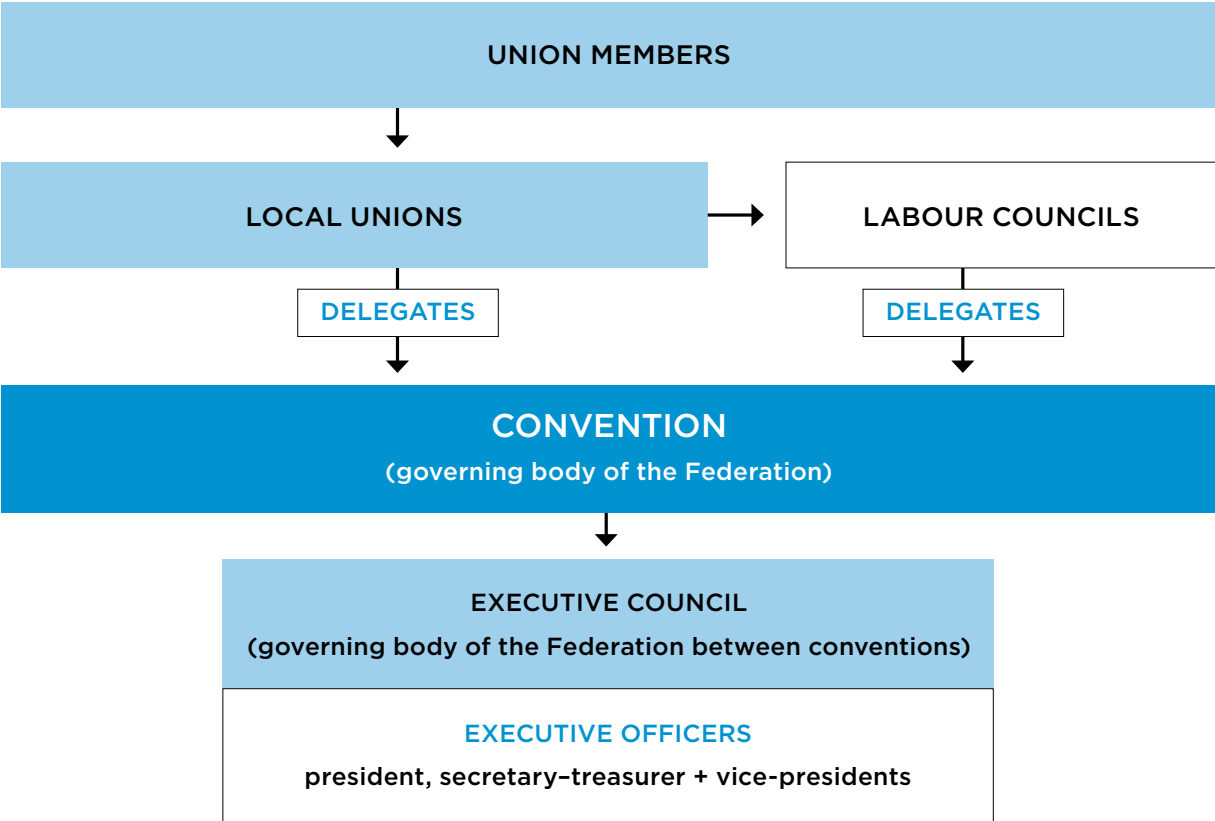 UNION MEMBERS
LOCAL UNIONS
LABOUR COUNCILS
DELEGATES
DELEGATES
CONVENTION
(governing body of the Federation)
EXECUTIVE COUNCIL
(governing body of the Federation between conventions)
EXECUTIVE OFFICERS
president, secretary–treasurer + vice-presidents